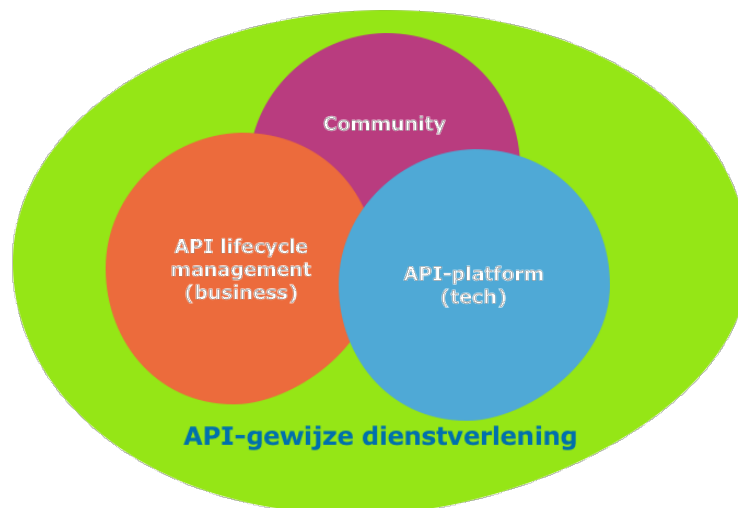 Community
API lifecycle
management
(business)
API-platform
(tech)
API-gewijze dienstverlening